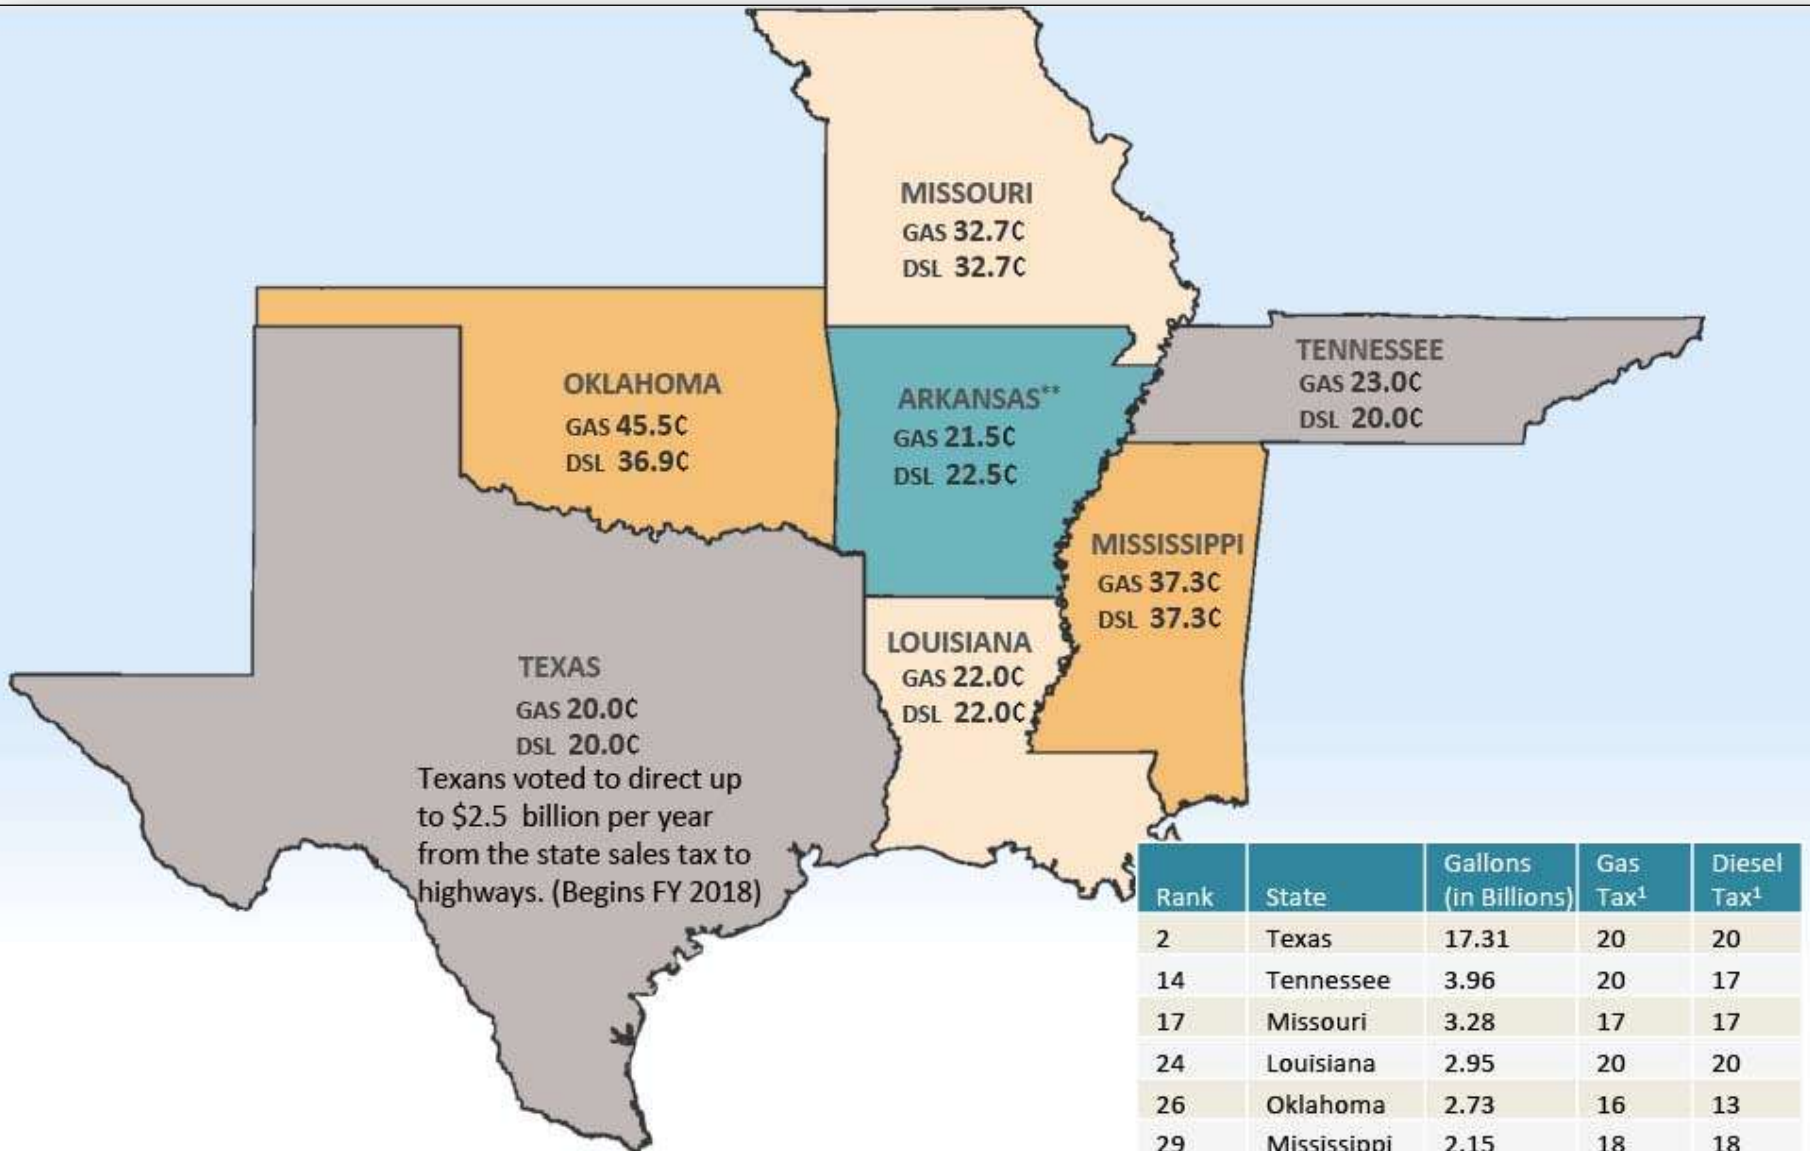 MISSOURI
GAS 32.7¢
DSL 32.7¢
OKLAHOMA
GAS 45.5¢
DSL 36.9¢
ARKANSAS**
GAS 21.5¢
DSL 22.5¢
TENNESSEE
GAS 23.0¢
DSL 20.0¢
MISSISSIPPI
GAS 37.3¢
DSL 37.3¢
LOUISIANA
GAS 22.0¢
DSL 22.0¢
TEXAS
GAS 20.0¢
DSL 20.0¢
Texans voted to direct up
to $2.5 billion per year
from the state sales tax to
highways. (Begins FY 2018)
Rank State Gallons (in Billions) Gas Tax¹ Diesel Tax¹
2 Texas 17.31 20 20
14 Tennessee 3.96 20 17
17 Missouri 3.28 17 17
24 Louisiana 2.95 20 20
26 Oklahoma 2.73 16 13
29 Mississippi 2.15 18 18